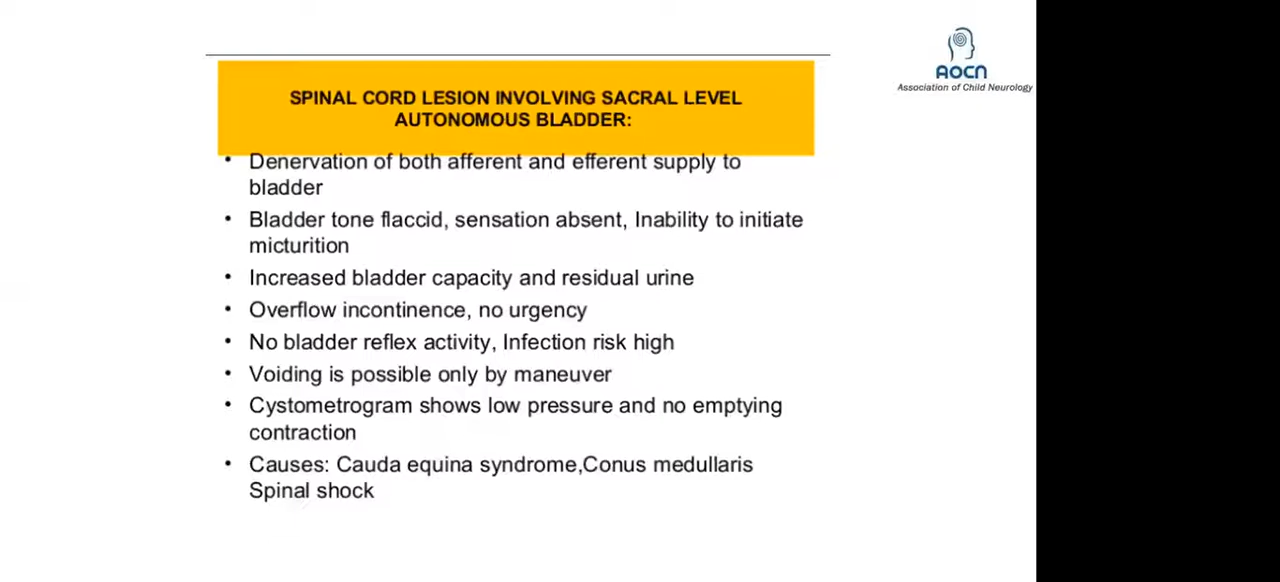 AOCN
Association of Child Neurology
SPINAL CORD LESION INVOLVING SACRAL LEVEL
AUTONOMOUS BLADDER:
• Denervation of both afferent and efferent supply to
bladder
• Bladder tone flaccid, sensation absent, Inability to initiate
micturition
• Increased bladder capacity and residual urine
• Overflow incontinence, no urgency
• No bladder reflex activity, Infection risk high
• Voiding is possible only by maneuver
• Cystometrogram shows low pressure and no emptying
contraction
• Causes: Cauda equina syndrome,Conus medullaris
Spinal shock